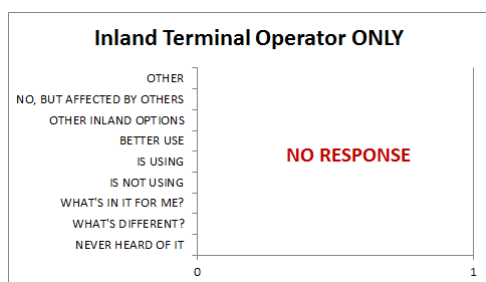 Inland Terminal Operator ONLY
OTHER
NO, BUT AFFECTED BY OTHERS
OTHER INLAND OPTIONS
BETTER USE
IS USING
IS NOT USING
WHAT'S IN IT FOR ME?
WHAT'S DIFFERENT?
NEVER HEARD OF IT
NO RESPONSE
0 1